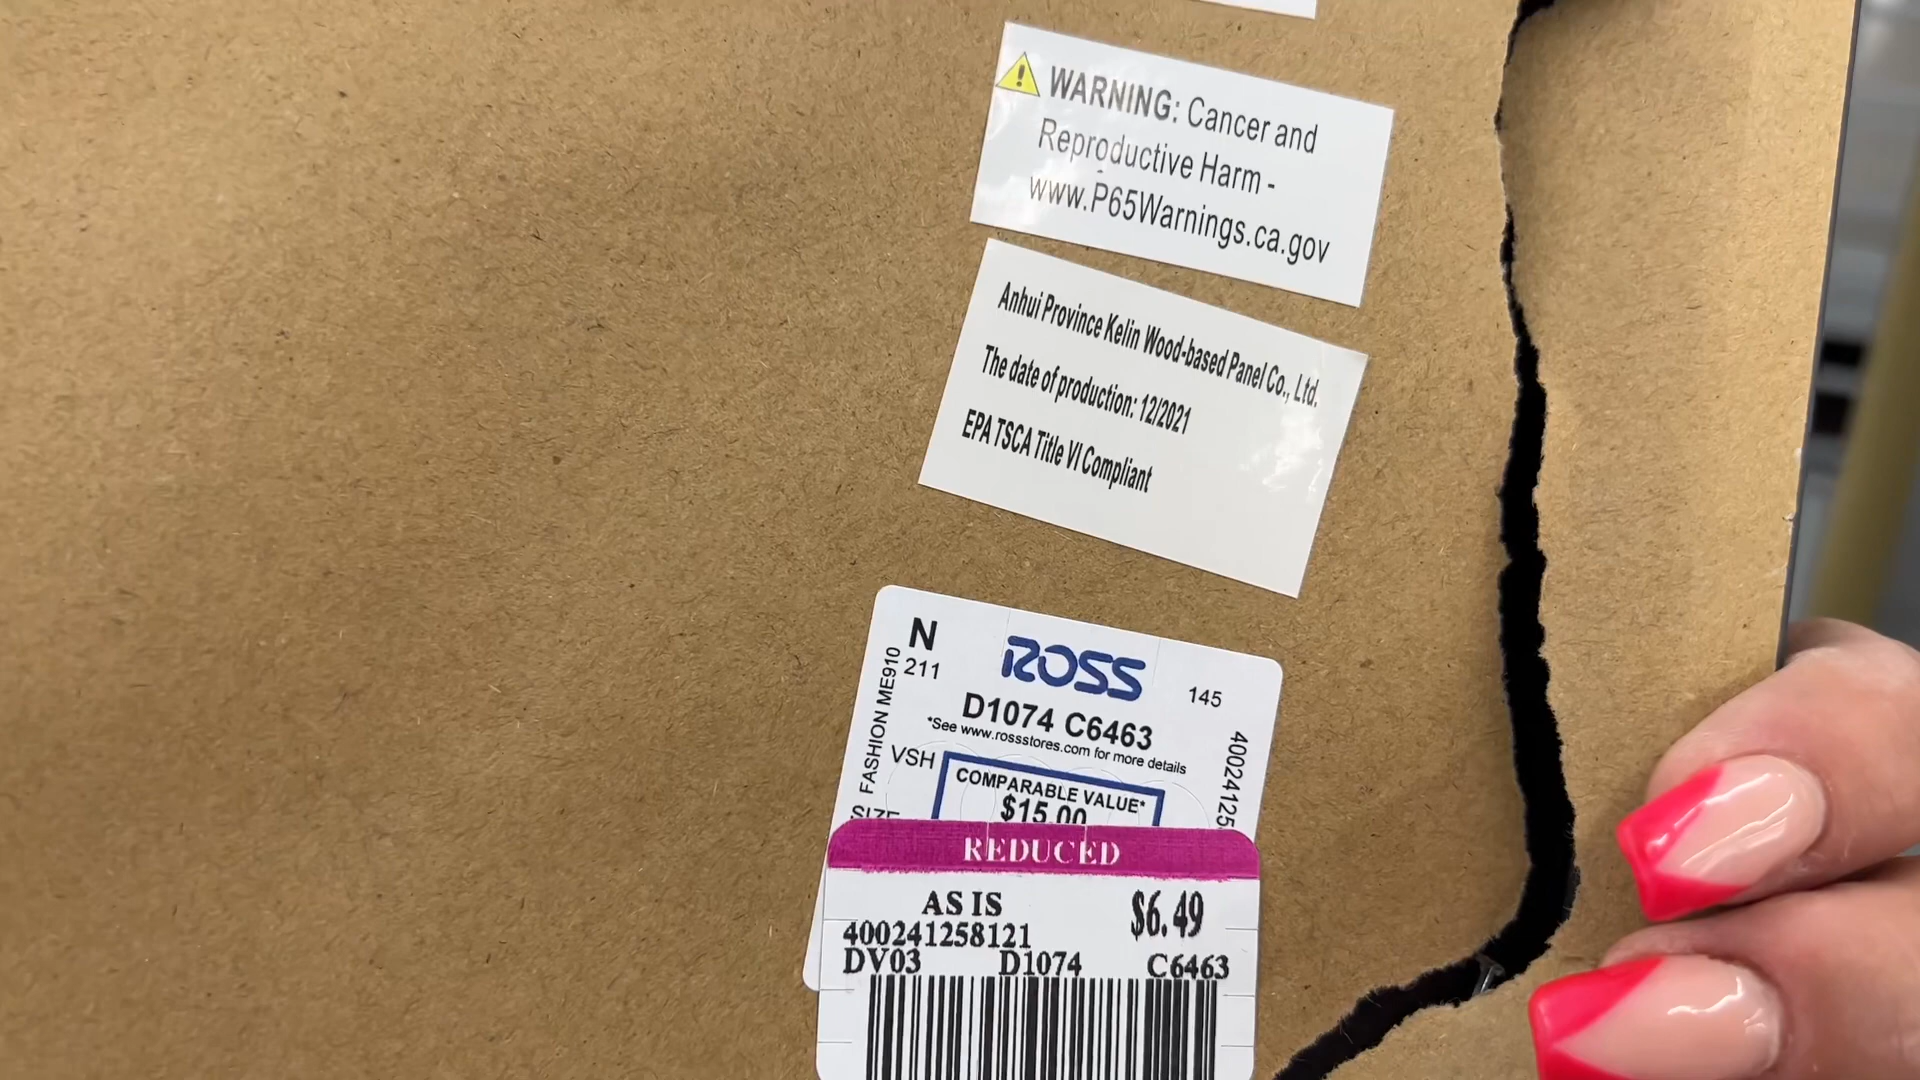 WARNING: Cancer and
Reproductive Harm -
www.P65Warnings.ca.gov
Anhui Province Kelin Wood-based Panel Co., Ltd.
The date of production: 12/2021
EPA TSCA Title VI Compliant
N
211
ROSS
145
D1074 C6463
*See www.rossstores.com for more details
FASHION ME910
VSH
COMPARABLE VALUE*
$15.00
SIZE
40024125
REDUCED
AS IS
$6.49
400241258121
DV03 D1074 C6463